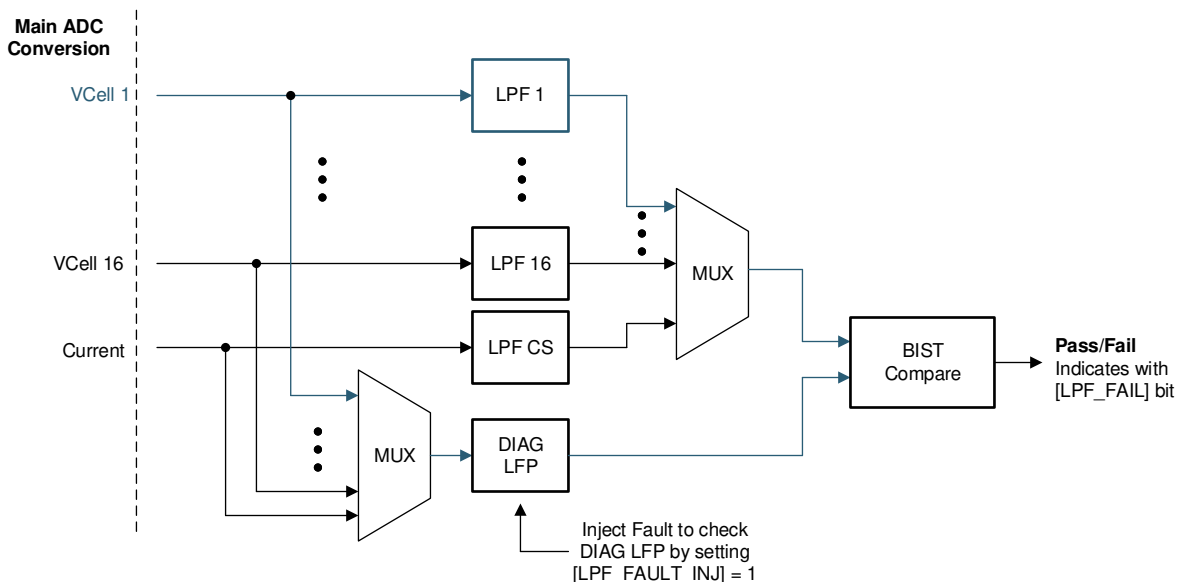 Main ADC
Conversion
VCell 1
LPF 1
VCell 16
LPF 16
MUX
Current
LPF CS
BIST
Compare
Pass/Fail
Indicates with
[LPF_FAIL] bit
MUX
DIAG
LFP
Inject Fault to check
DIAG LFP by setting
[LPF_FAULT_INJ] = 1